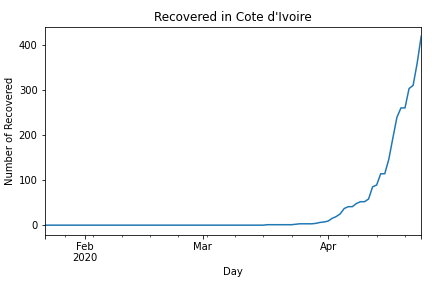 Recovered in Cote d'Ivoire
Number of Recovered
400
300
200
100
0
Feb
2020
Mar
Apr
Day